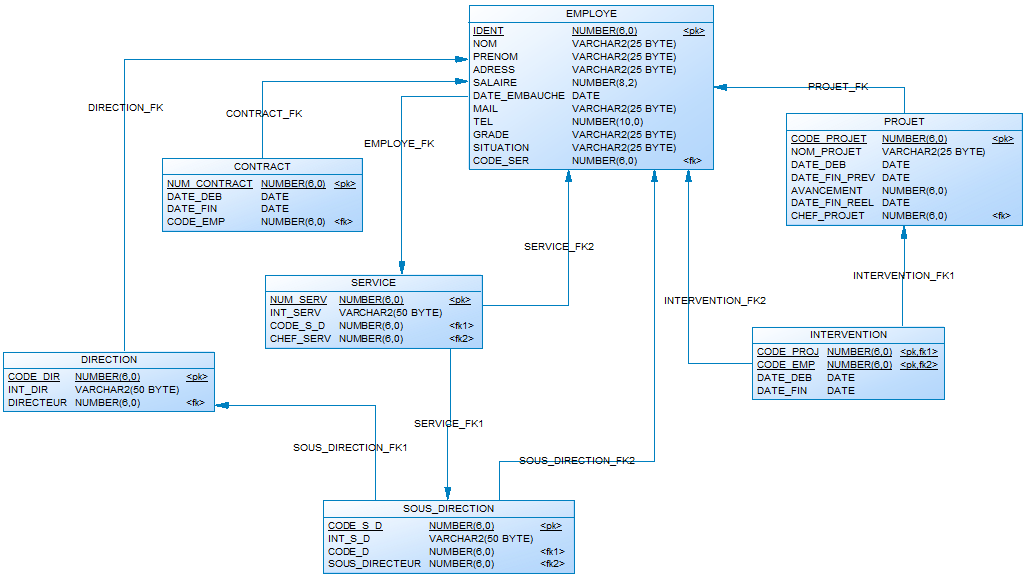 EMPLOYE
IDENT NUMBER(6,0) <pk>
NOM VARCHAR2(25 BYTE)
PRENOM VARCHAR2(25 BYTE)
ADRESS VARCHAR2(25 BYTE)
SALAIRE NUMBER(8,2)
DATE_EMBAUCHE DATE
MAIL VARCHAR2(25 BYTE)
TEL NUMBER(10,0)
GRADE VARCHAR2(25 BYTE)
SITUATION VARCHAR2(25 BYTE)
CODE_SER NUMBER(6,0) <fk>
DIRECTION_FK
CONTRACT_FK
EMPLOYE_FK
PROJET_FK
PROJET
CODE_PROJET NUMBER(6,0) <pk>
NOM_PROJET VARCHAR2(25 BYTE)
DATE_DEB DATE
DATE_FIN_PREV DATE
AVANCEMENT NUMBER(6,0)
DATE_FIN_REEL DATE
CHEF_PROJET NUMBER(6,0) <fk>
CONTRACT
NUM_CONTRACT NUMBER(6,0) <pk>
DATE_DEB DATE
DATE_FIN DATE
CODE_EMP NUMBER(6,0) <fk>
SERVICE_FK2
INTERVENTION_FK1
INTERVENTION_FK2
SERVICE
NUM_SERV NUMBER(6,0) <pk>
INT_SERV VARCHAR2(50 BYTE)
CODE_S_D NUMBER(6,0) <fk1>
CHEF_SERV NUMBER(6,0) <fk2>
INTERVENTION
CODE_PROJ NUMBER(6,0) <pk,fk1>
CODE_EMP NUMBER(6,0) <pk,fk2>
DATE_DEB DATE
DATE_FIN DATE
DIRECTION
CODE_DIR NUMBER(6,0) <pk>
INT_DIR VARCHAR2(50 BYTE)
DIRECTEUR NUMBER(6,0) <fk>
SERVICE_FK1
SOUS_DIRECTION_FK1
SOUS_DIRECTION_FK2
SOUS_DIRECTION
CODE_S_D NUMBER(6,0) <pk>
INT_S_D VARCHAR2(50 BYTE)
CODE_D NUMBER(6,0) <fk1>
SOUS_DIRECTEUR NUMBER(6,0) <fk2>